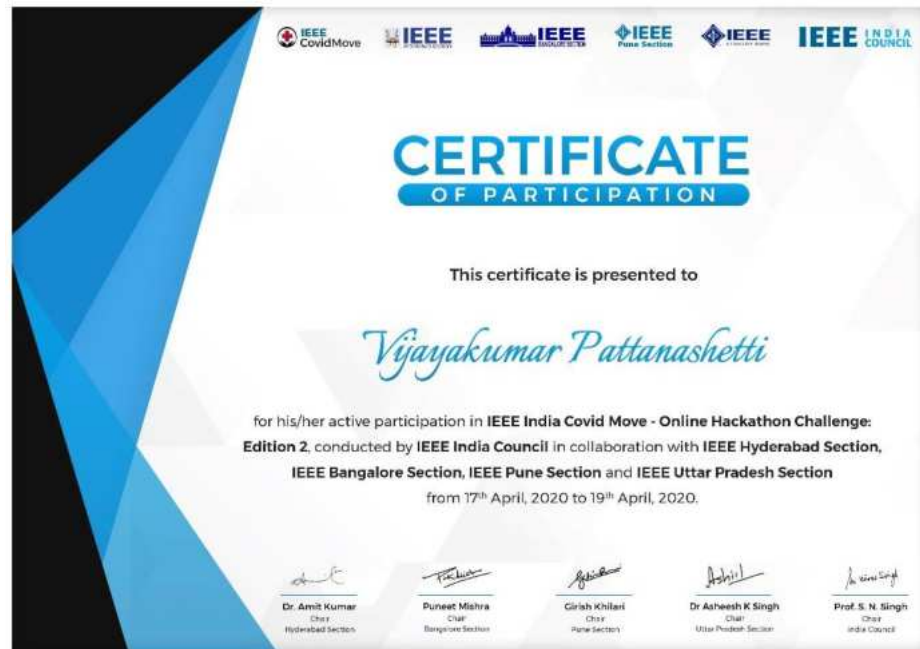 IEEE CovidMove
IEEE
IEEE BANGALORE SECTION
IEEE Pune Section
IEEE
IEEE INDIA COUNCIL
CERTIFICATE
OF PARTICIPATION
This certificate is presented to
Vijayakumar Pattanashetti
for his/her active participation in IEEE India Covid Move - Online Hackathon Challenge:
Edition 2, conducted by IEEE India Council in collaboration with IEEE Hyderabad Section,
IEEE Bangalore Section, IEEE Pune Section and IEEE Uttar Pradesh Section
from 17th April, 2020 to 19th April, 2020.
Dr. Amit Kumar
Chair
Hyderabad Section
Puneet Mishra
Chair
Bangalore Section
Girish Khilari
Chair
Pune Section
Dr Asheesh K Singh
Chair
Uttar Pradesh Section
Prof. S. N. Singh
Chair
India Council